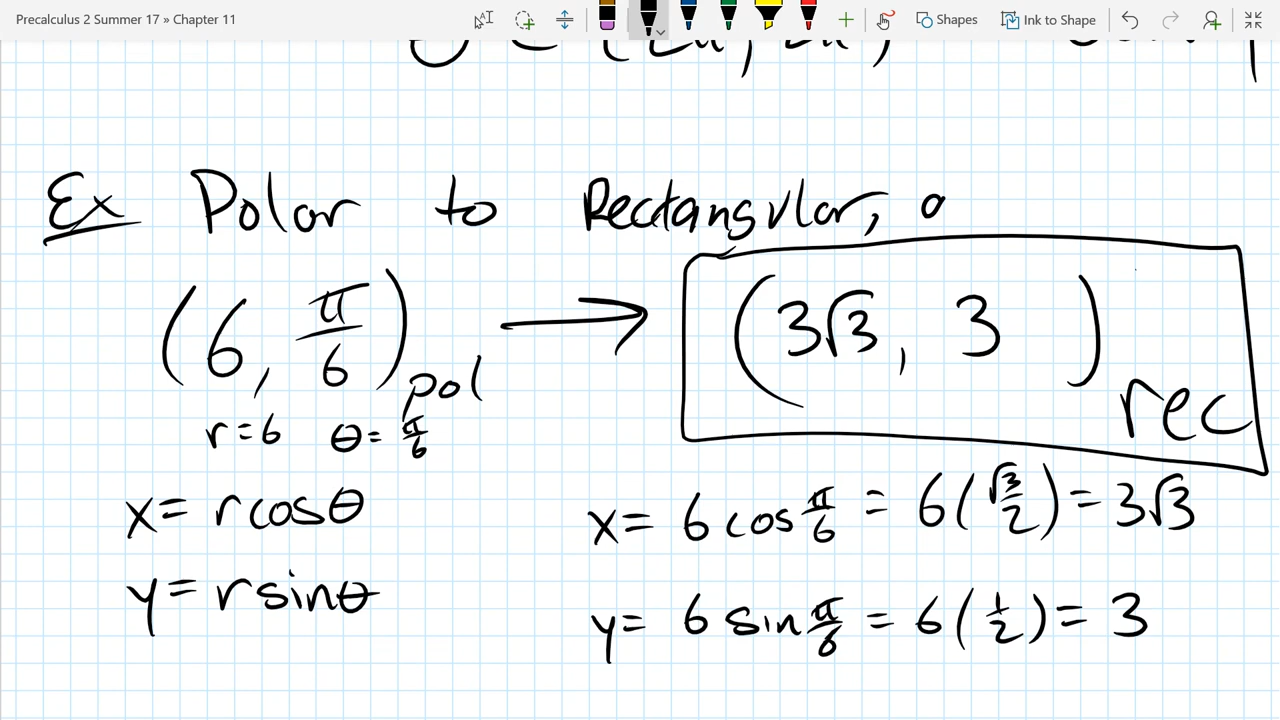 Precalculus 2 Summer 17 » Chapter 11
Shapes Ink to Shape
Ex Polar to Rectangular, o
(6, π/6)pol → (3√3, 3)rec
r=6 θ=π/6
x= rcosθ
x= 6 cos π/6 = 6(√3/2) = 3√3
y= rsinθ
y= 6 sin π/6 = 6(1/2) = 3